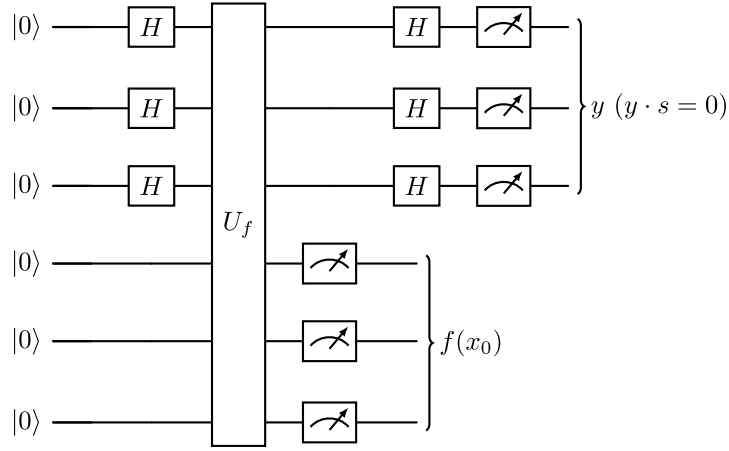 |0⟩ H H
y (y · s = 0)
|0⟩ H H
|0⟩ H H
U_f
|0⟩
|0⟩
f(x_0)
|0⟩